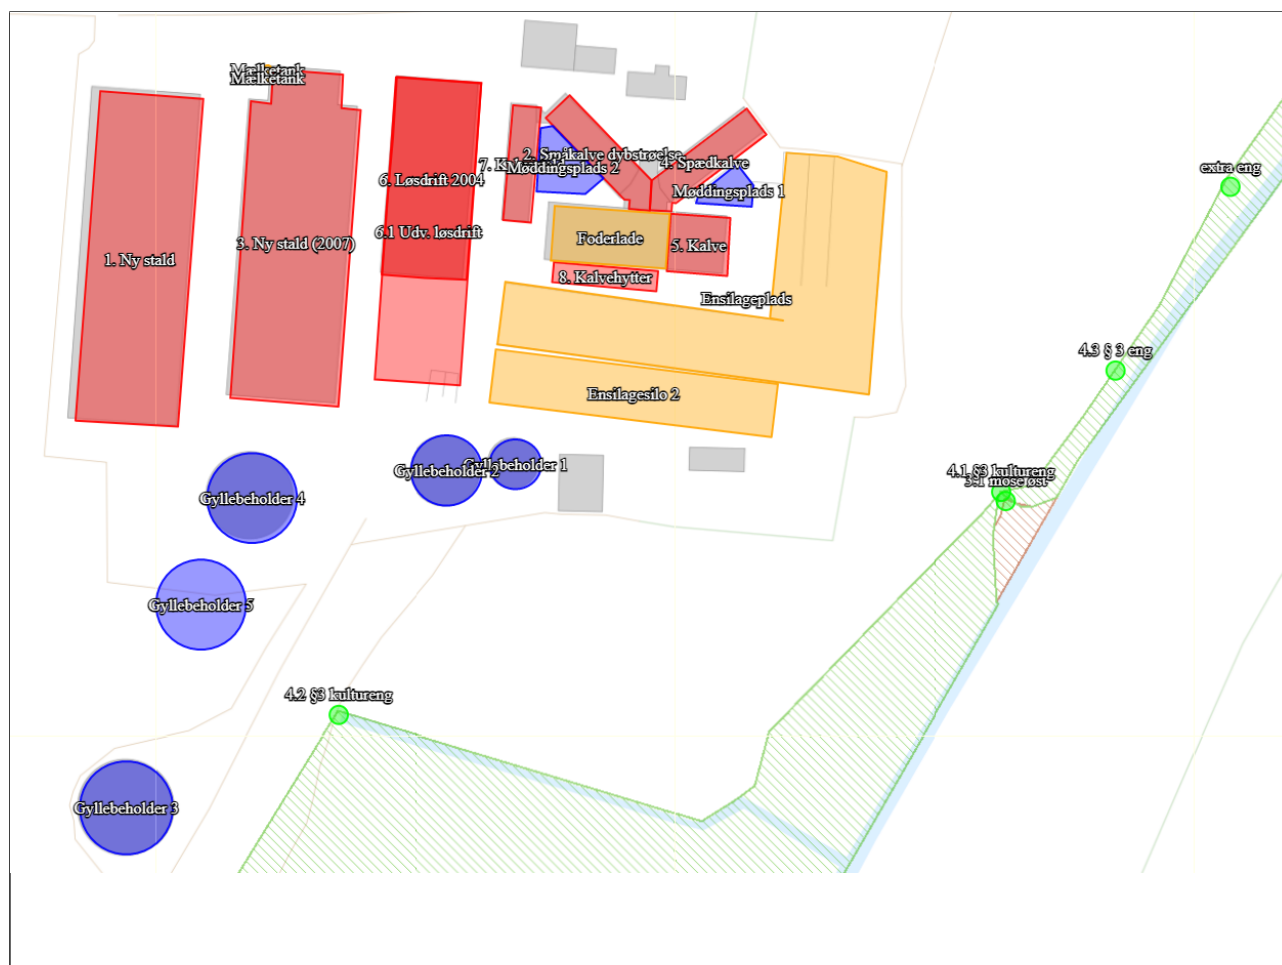 Mælketank
Mælketank
2. Småkalve dybstrøelse
7. K
4. Spædkalve
Møddingsplads 2
extra eng
6. Løsdrift 2004
Møddingsplads 1
6.1 Udv. løsdrift
Foderlade
3. Ny stald (2007)
5. Kalve
1. Ny stald
8. Kalvehytter
Ensilageplads
4.3 § 3 eng
Ensilagesilo 2
Gyllebeholder 2
Gyllebeholder 1
4.1. §3 kultureng
3.1 mose øst
Gyllebeholder 4
Gyllebeholder 5
4.2 §3 kultureng
Gyllebeholder 3